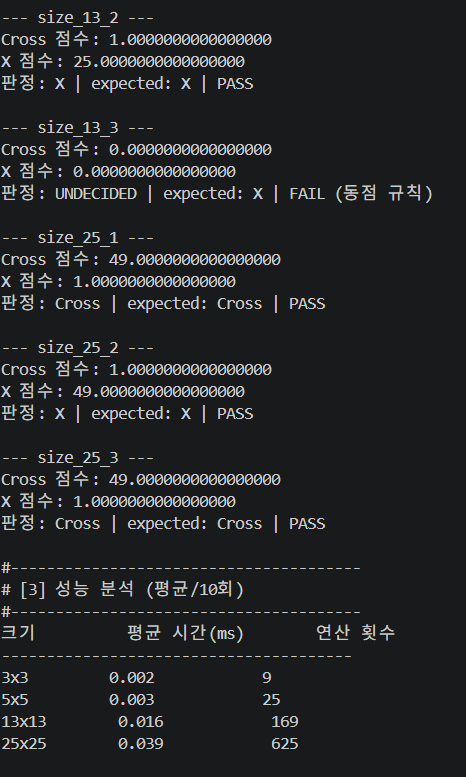 --- size_13_2 ---
Cross 점수: 1.0000000000000000
X 점수: 25.0000000000000000
판정: X | expected: X | PASS
--- size_13_3 ---
Cross 점수: 0.0000000000000000
X 점수: 0.0000000000000000
판정: UNDECIDED | expected: X | FAIL (동점 규칙)
--- size_25_1 ---
Cross 점수: 49.0000000000000000
X 점수: 1.0000000000000000
판정: Cross | expected: Cross | PASS
--- size_25_2 ---
Cross 점수: 1.0000000000000000
X 점수: 49.0000000000000000
판정: X | expected: X | PASS
--- size_25_3 ---
Cross 점수: 49.0000000000000000
X 점수: 1.0000000000000000
판정: Cross | expected: Cross | PASS
#---------------------------------------
# [3] 성능 분석 (평균/10회)
#---------------------------------------
크기 평균 시간(ms) 연산 횟수
---------------------------------------
3x3 0.002 9
5x5 0.003 25
13x13 0.016 169
25x25 0.039 625